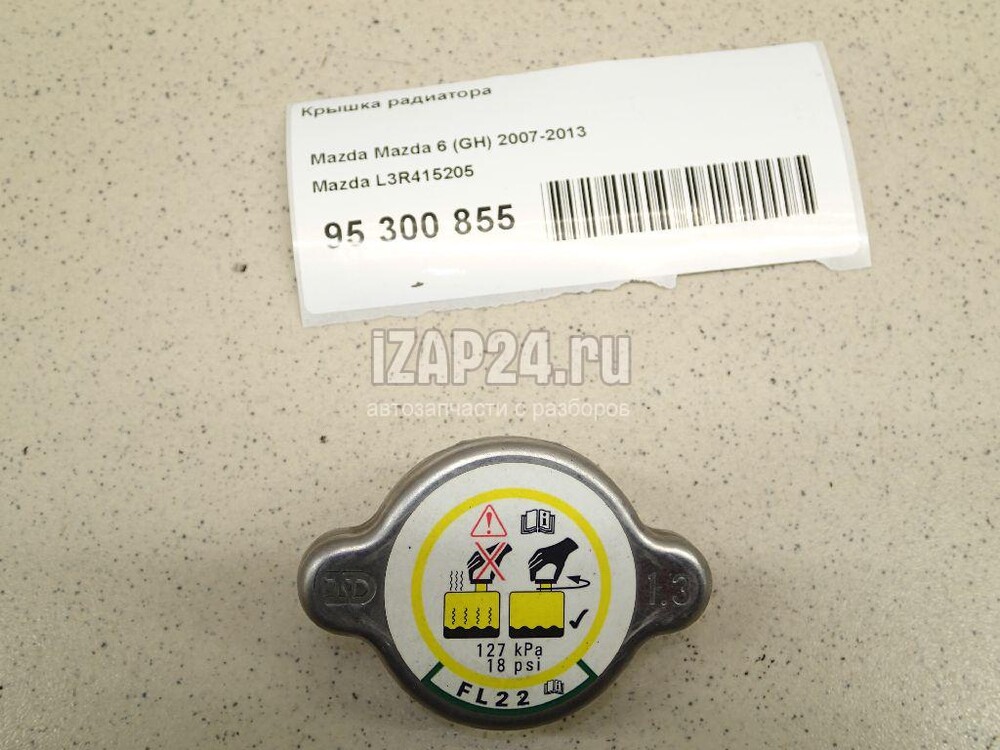 Крышка радиатора
Mazda Mazda 6 (GH) 2007-2013
Mazda L3R415205
95 300 855
iZAP24.ru
автозапчасти с разборов
ND
1.3
127 kPa
18 psi
FL22